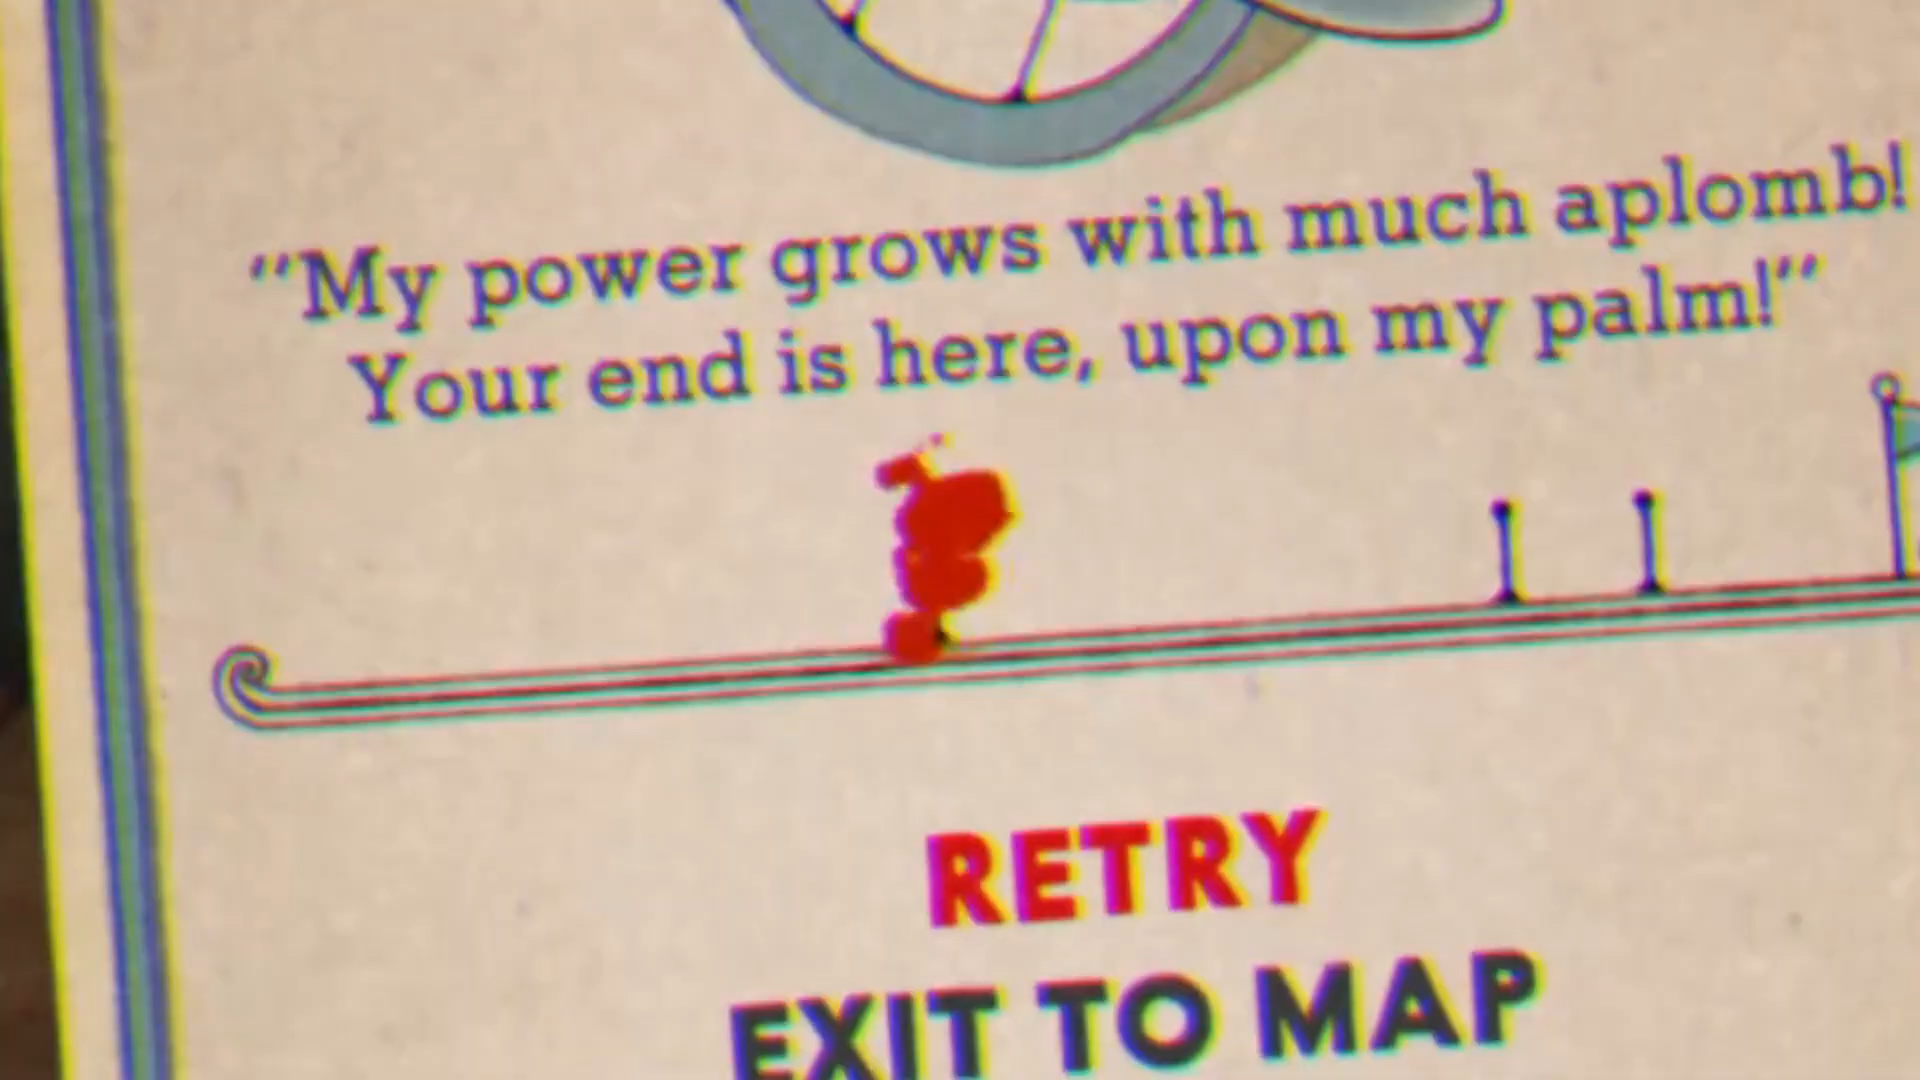 “My power grows with much aplomb!
Your end is here, upon my palm!”
RETRY
EXIT TO MAP